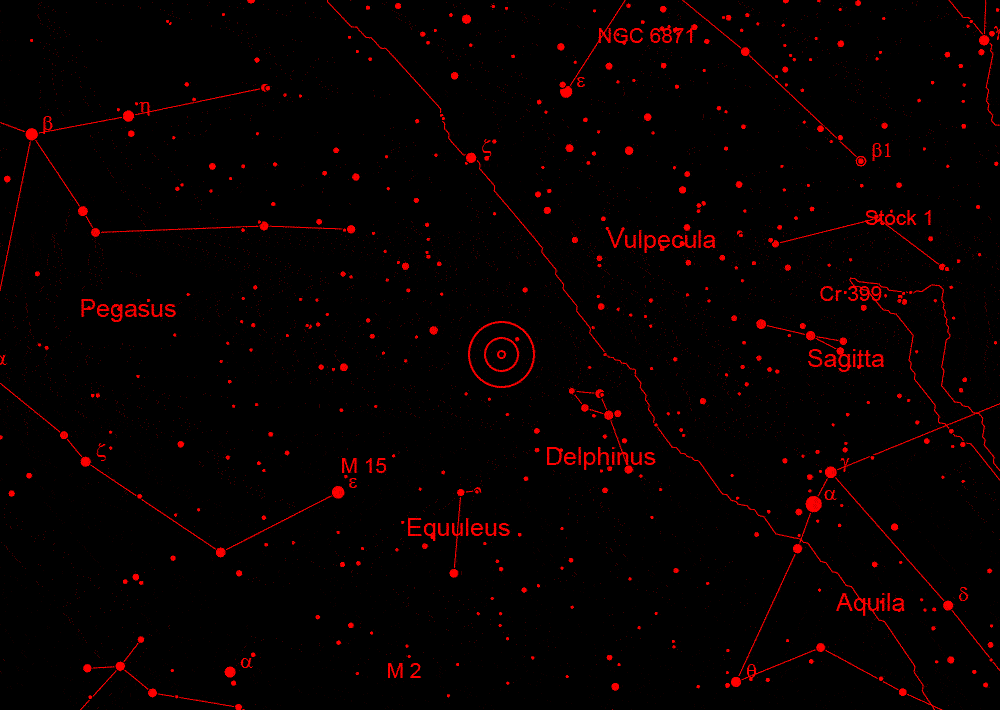 NGC 6871
ε
γ
η
β
ζ
β1
Stock 1
Vulpecula
Cr 399
Pegasus
α
Sagitta
ζ
M 15
ε
Delphinus
γ
α
Equuleus
Aquila
δ
α
M 2
θ